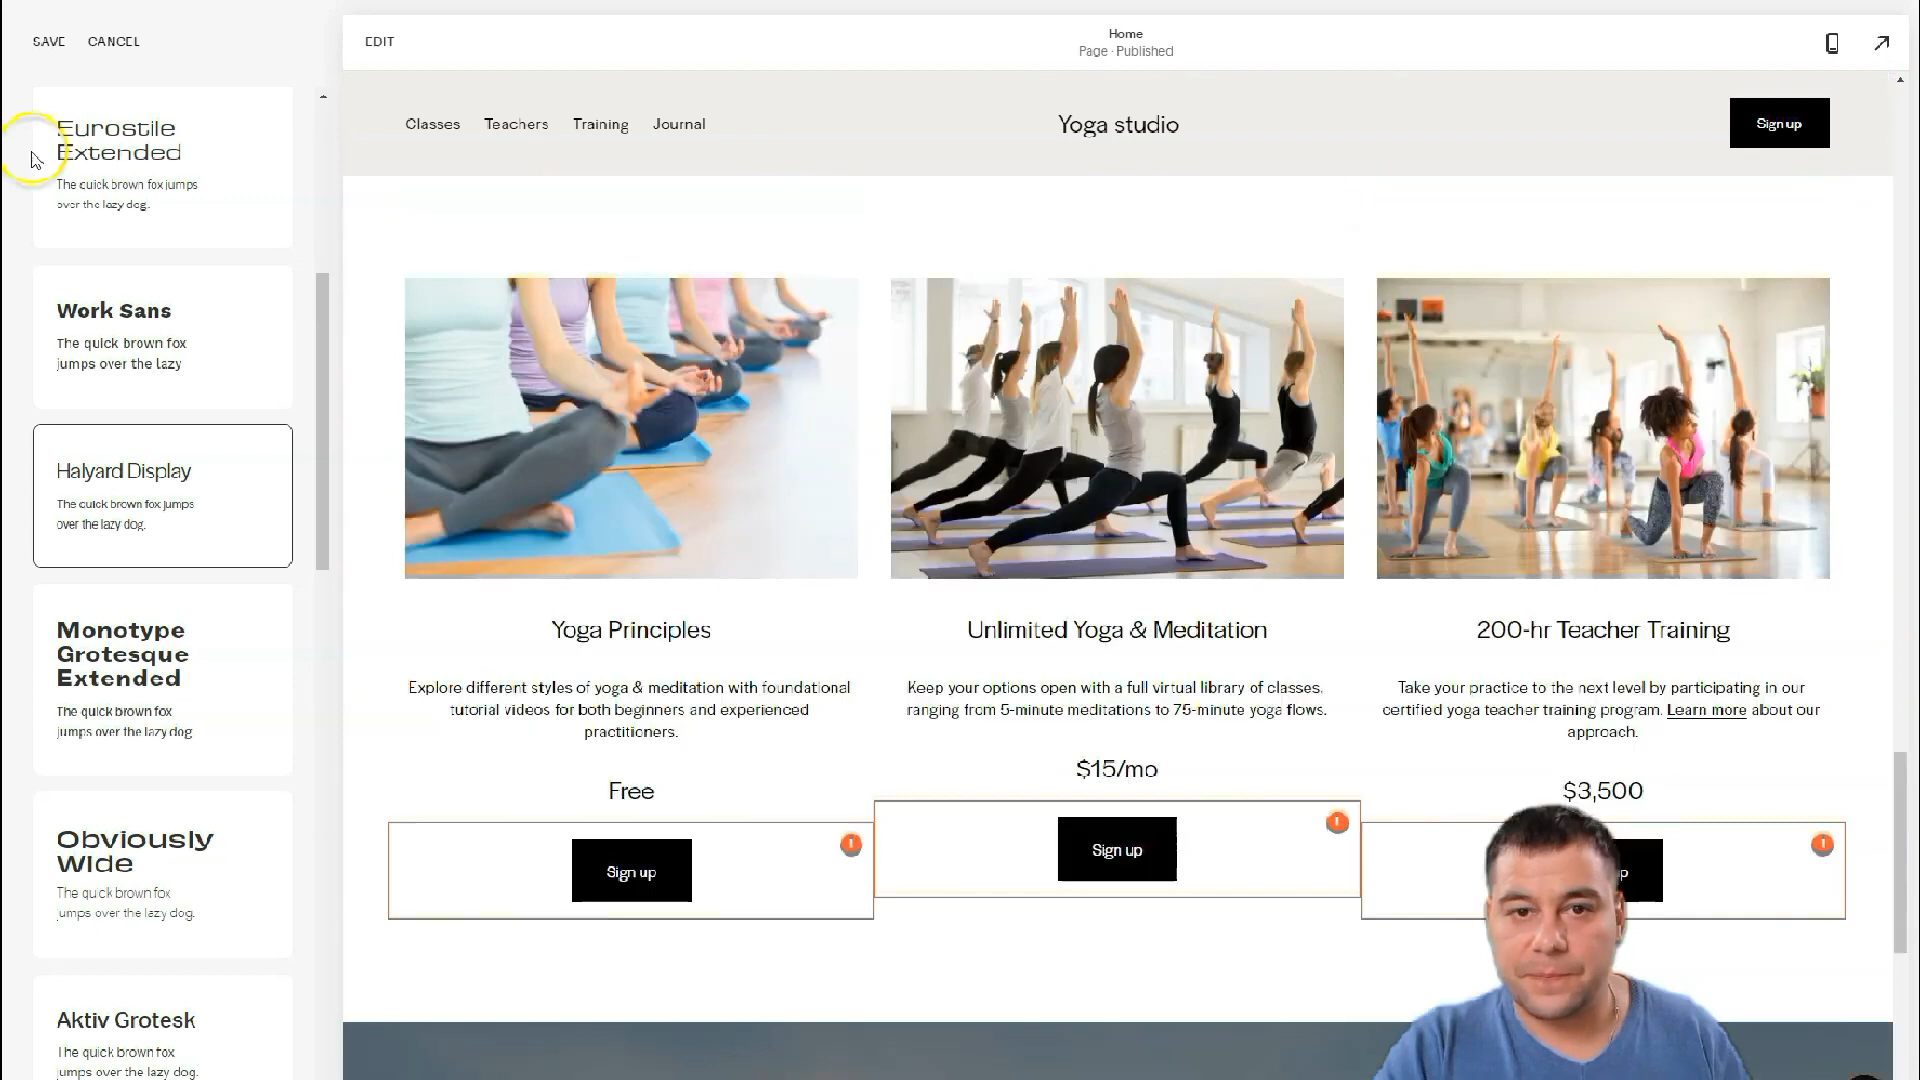 SAVE CANCEL
EDIT
Home
Page · Published
Eurostile
Extended
The quick brown fox jumps
over the lazy dog.
Work Sans
The quick brown fox
jumps over the lazy
Halyard Display
The quick brown fox jumps
over the lazy dog.
Monotype
Grotesque
Extended
The quick brown fox
jumps over the lazy dog
Obviously
Wide
The quick brown fox
jumps over the lazy dog.
Aktiv Grotesk
The quick brown fox
jumps over the lazy dog.
Classes Teachers Training Journal
Yoga studio
Sign up
Yoga Principles
Explore different styles of yoga & meditation with foundational
tutorial videos for both beginners and experienced
practitioners.
Free
Sign up
Unlimited Yoga & Meditation
Keep your options open with a full virtual library of classes,
ranging from 5-minute meditations to 75-minute yoga flows.
$15/mo
Sign up
200-hr Teacher Training
Take your practice to the next level by participating in our
certified yoga teacher training program. Learn more about our
approach.
$3,500
up